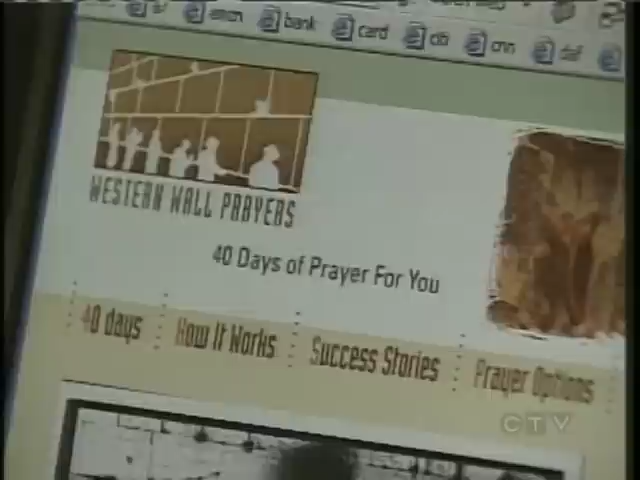 bank card citi cnn
WESTERN WALL PRAYERS
40 Days of Prayer For You
40 days How It Works Success Stories Prayer Options
CTV